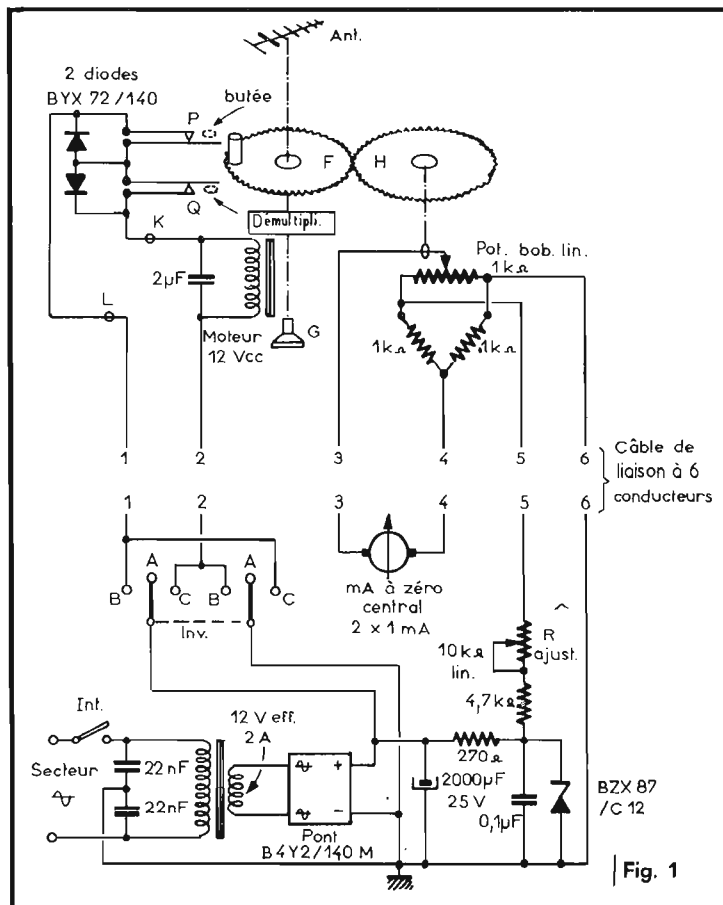 Ant.
2 diodes
BYX 72/140
butée
P
F
H
Q
Démultipli.
K
Pot. bob. lin.
1kΩ
2µF
L
G
Moteur
12 Vcc
1kΩ
1kΩ
1
2
3
4
5
6
Câble de
liaison à 6
conducteurs
1
2
3
4
5
6
A
A
B
C
B
C
Inv.
mA à zéro
central
2 x 1 mA
10kΩ
lin.
R
ajust.
4,7kΩ
Int.
12 V eff.
2 A
Secteur
22nF
22nF
+
-
270Ω
2000µF
25 V
0,1µF
BZX 87
/C 12
Pont
B4Y2/140 M
Fig. 1